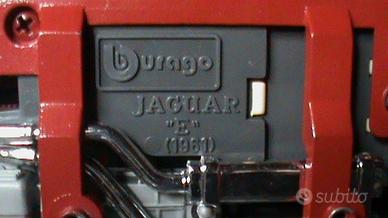 burago
JAGUAR
"E"
(1961)
subito